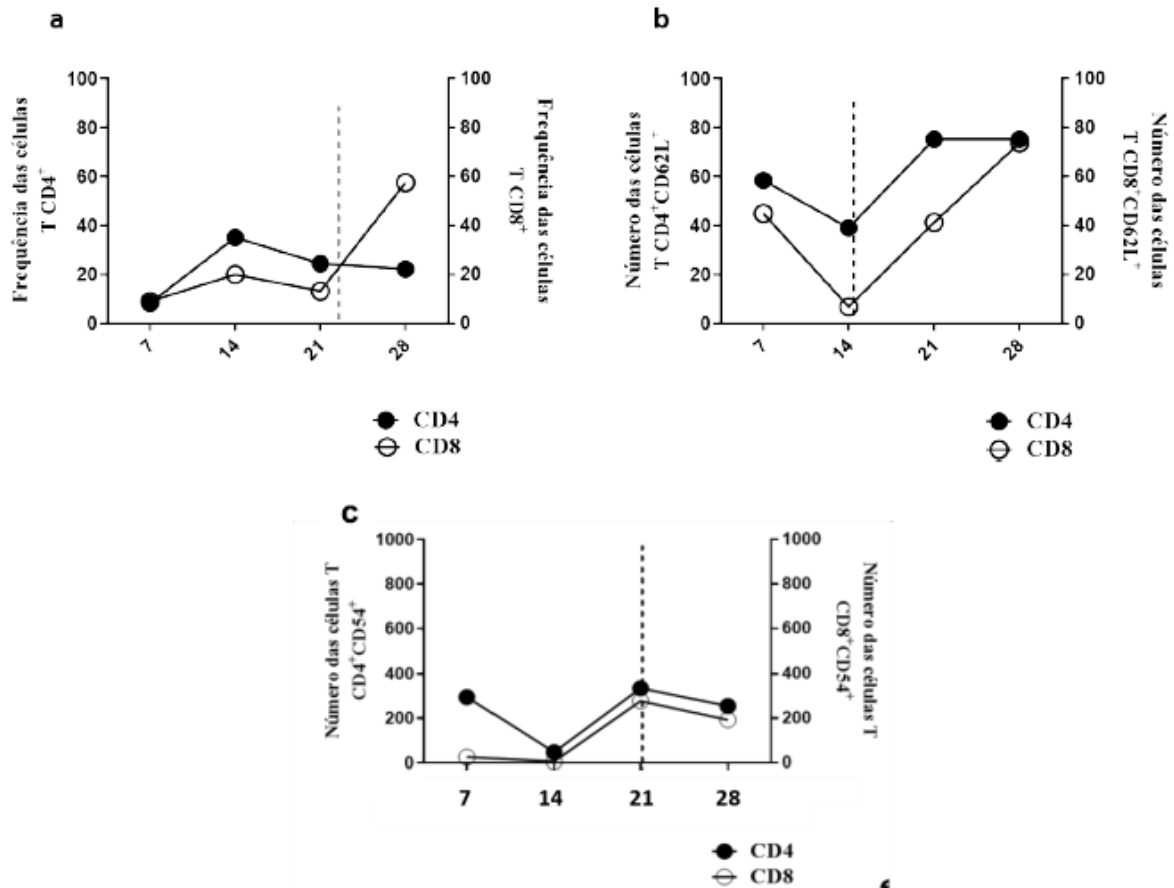 a
100
80
60
40
20
0
Frequência das células
T CD4⁺
100
80
60
40
20
0
Frequência das células
T CD8⁺
7 14 21 28
CD4
CD8
b
100
80
60
40
20
0
Número das células
T CD4⁺CD62L⁺
100
80
60
40
20
0
Número das células
T CD8⁺CD62L⁺
7 14 21 28
CD4
CD8
c
1000
800
600
400
200
0
Número das células T
CD4⁺CD54⁺
1000
800
600
400
200
0
Número das células T
CD8⁺CD54⁺
7 14 21 28
CD4
CD8